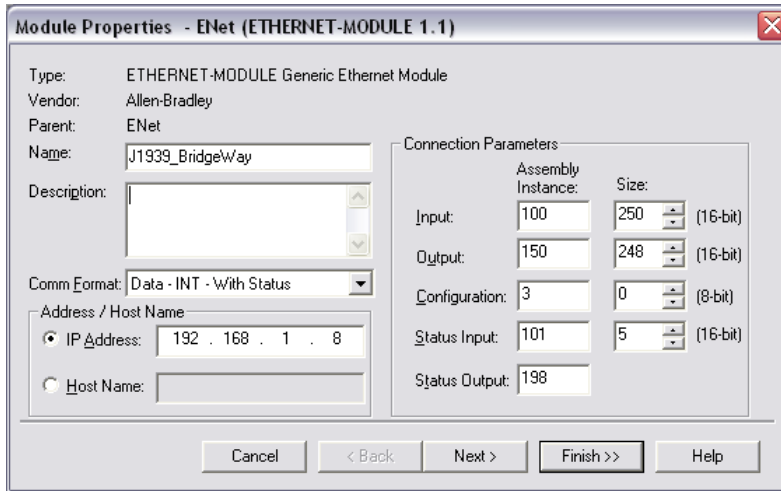 Module Properties - ENet (ETHERNET-MODULE 1.1)
Type: ETHERNET-MODULE Generic Ethernet Module
Vendor: Allen-Bradley
Parent: ENet
Name: J1939_BridgeWay
Description:
Comm Format: Data - INT - With Status
Address / Host Name
IP Address: 192 . 168 . 1 . 8
Host Name:
Connection Parameters
Assembly Instance: Size:
Input: 100 250 (16-bit)
Output: 150 248 (16-bit)
Configuration: 3 0 (8-bit)
Status Input: 101 5 (16-bit)
Status Output: 198
Cancel < Back Next > Finish >> Help